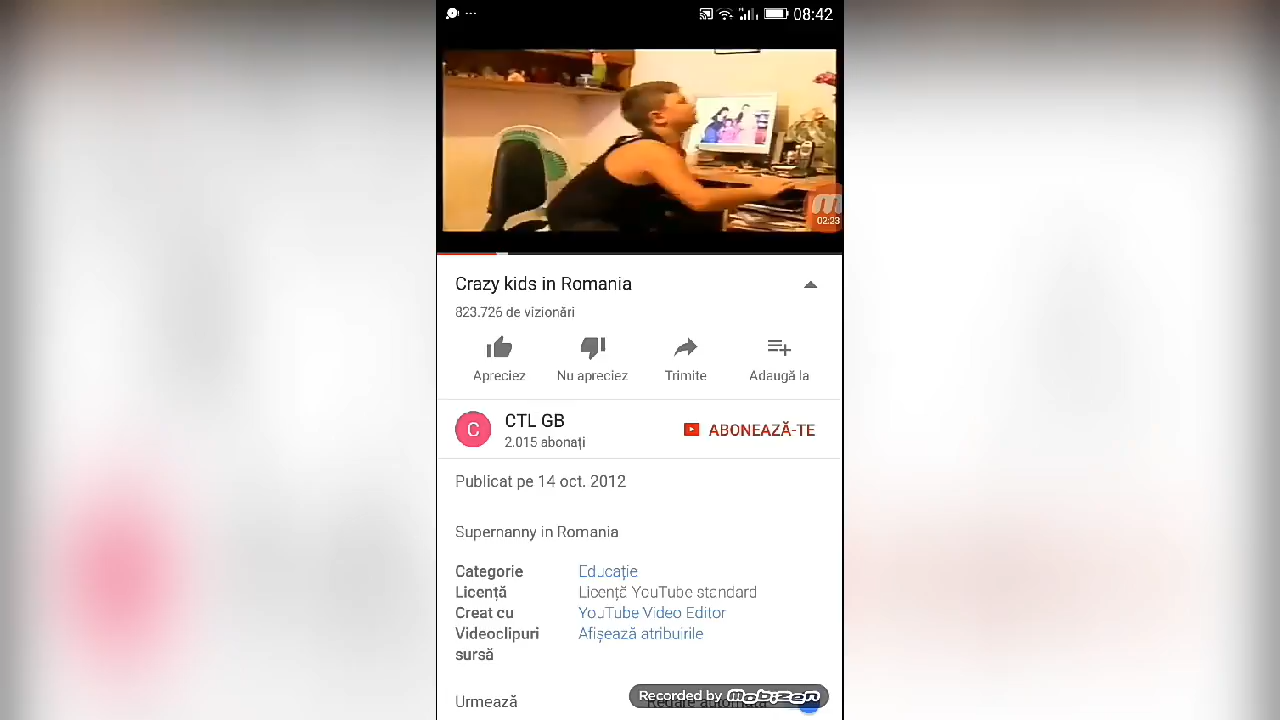 08:42
02:23
Crazy kids in Romania
823.726 de vizionări
Apreciez
Nu apreciez
Trimite
Adaugă la
C
CTL GB
2.015 abonați
ABONEAZĂ-TE
Publicat pe 14 oct. 2012
Supernanny in Romania
Categorie Educație
Licență Licență YouTube standard
Creat cu YouTube Video Editor
Videoclipuri sursă Afișează atribuirile
Urmează
Redare automată
Recorded by Mobizen